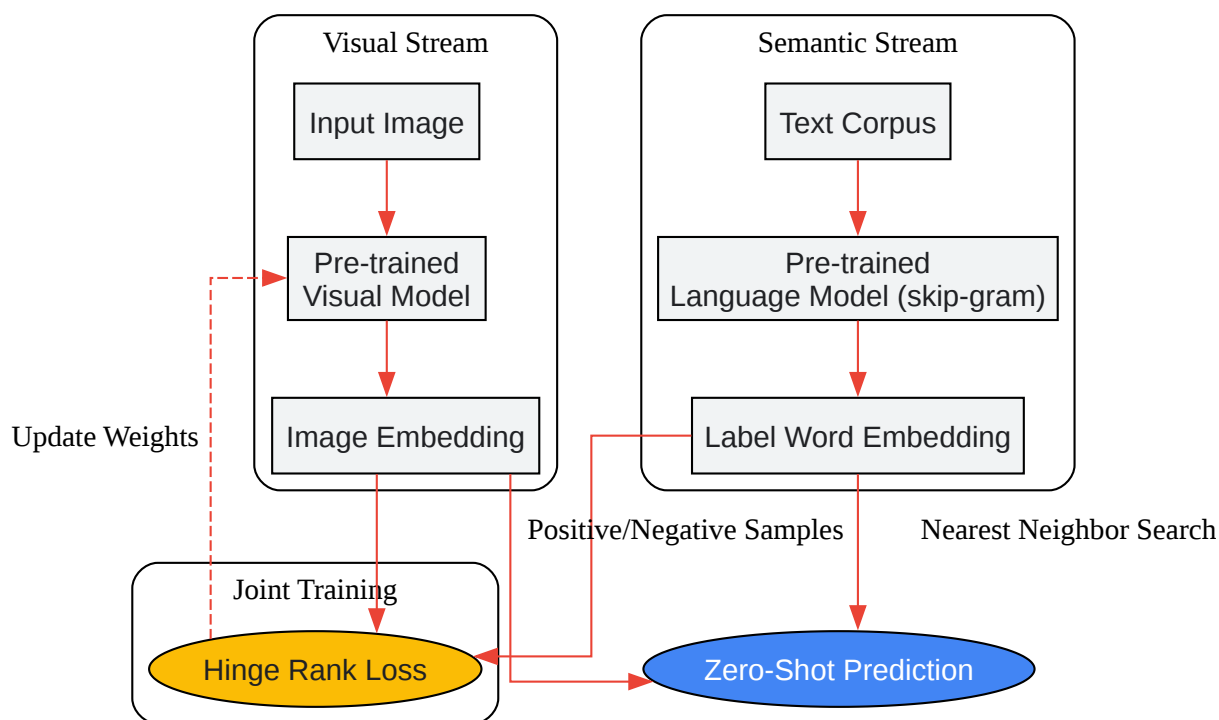 Visual Stream
Input Image
Pre-trained
Visual Model
Image Embedding
Semantic Stream
Text Corpus
Pre-trained
Language Model (skip-gram)
Label Word Embedding
Update Weights
Positive/Negative Samples
Nearest Neighbor Search
Joint Training
Hinge Rank Loss
Zero-Shot Prediction